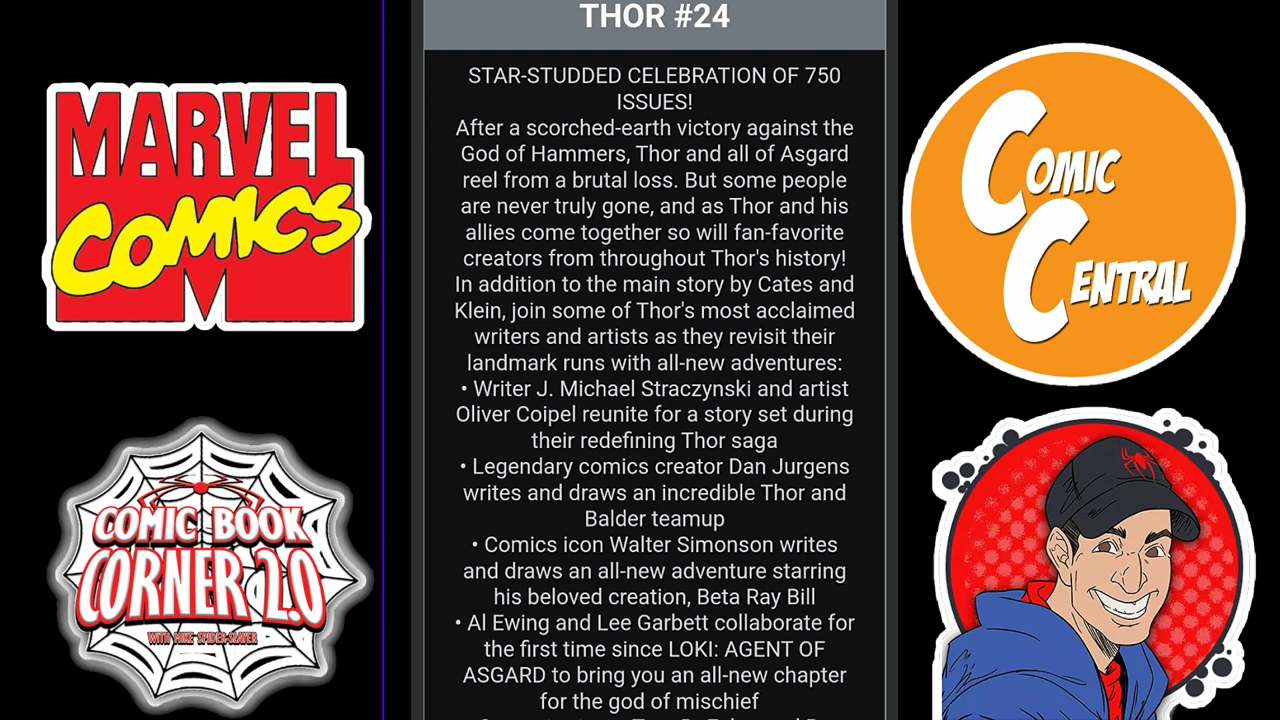 THOR #24
STAR-STUDDED CELEBRATION OF 750
ISSUES!
After a scorched-earth victory against the
God of Hammers, Thor and all of Asgard
reel from a brutal loss. But some people
are never truly gone, and as Thor and his
allies come together so will fan-favorite
creators from throughout Thor's history!
In addition to the main story by Cates and
Klein, join some of Thor's most acclaimed
writers and artists as they revisit their
landmark runs with all-new adventures:
• Writer J. Michael Straczynski and artist
Oliver Coipel reunite for a story set during
their redefining Thor saga
• Legendary comics creator Dan Jurgens
writes and draws an incredible Thor and
Balder teamup
• Comics icon Walter Simonson writes
and draws an all-new adventure starring
his beloved creation, Beta Ray Bill
• Al Ewing and Lee Garbett collaborate for
the first time since LOKI: AGENT OF
ASGARD to bring you an all-new chapter
for the god of mischief
MARVEL
COMICS
COMIC BOOK
CORNER 2.0
WITH MIKE SPIDER-SLAYER
COMIC
CENTRAL